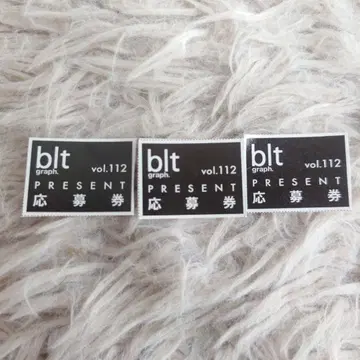 blt
graph. vol.112
PRESENT
応募券
blt
graph. vol.112
PRESENT
応募券
blt
graph. vol.112
PRESENT
応募券